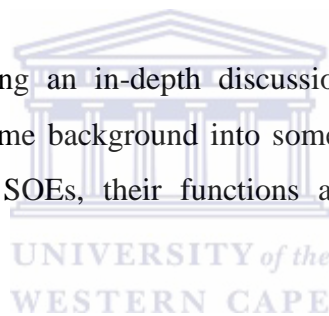 ng an in-depth discussio
me background into some
SOEs, their functions a
UNIVERSITY of the
WESTERN CAPE